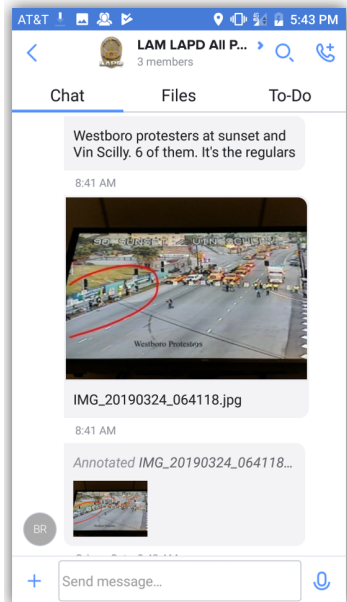 AT&T 5:43 PM
LAM LAPD All P...
3 members
Chat Files To-Do
Westboro protesters at sunset and
Vin Scilly. 6 of them. It's the regulars
8:41 AM
SUNSET
Westboro Protesters
IMG_20190324_064118.jpg
8:41 AM
Annotated IMG_20190324_064118...
BR
Send message...